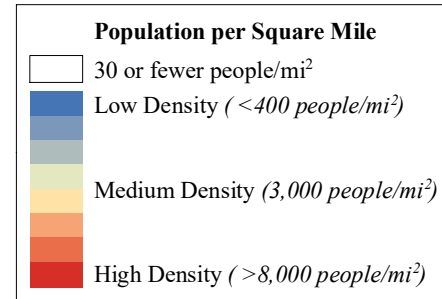 Population per Square Mile
30 or fewer people/mi²
Low Density ( <400 people/mi²)
Medium Density (3,000 people/mi²)
High Density ( >8,000 people/mi²)